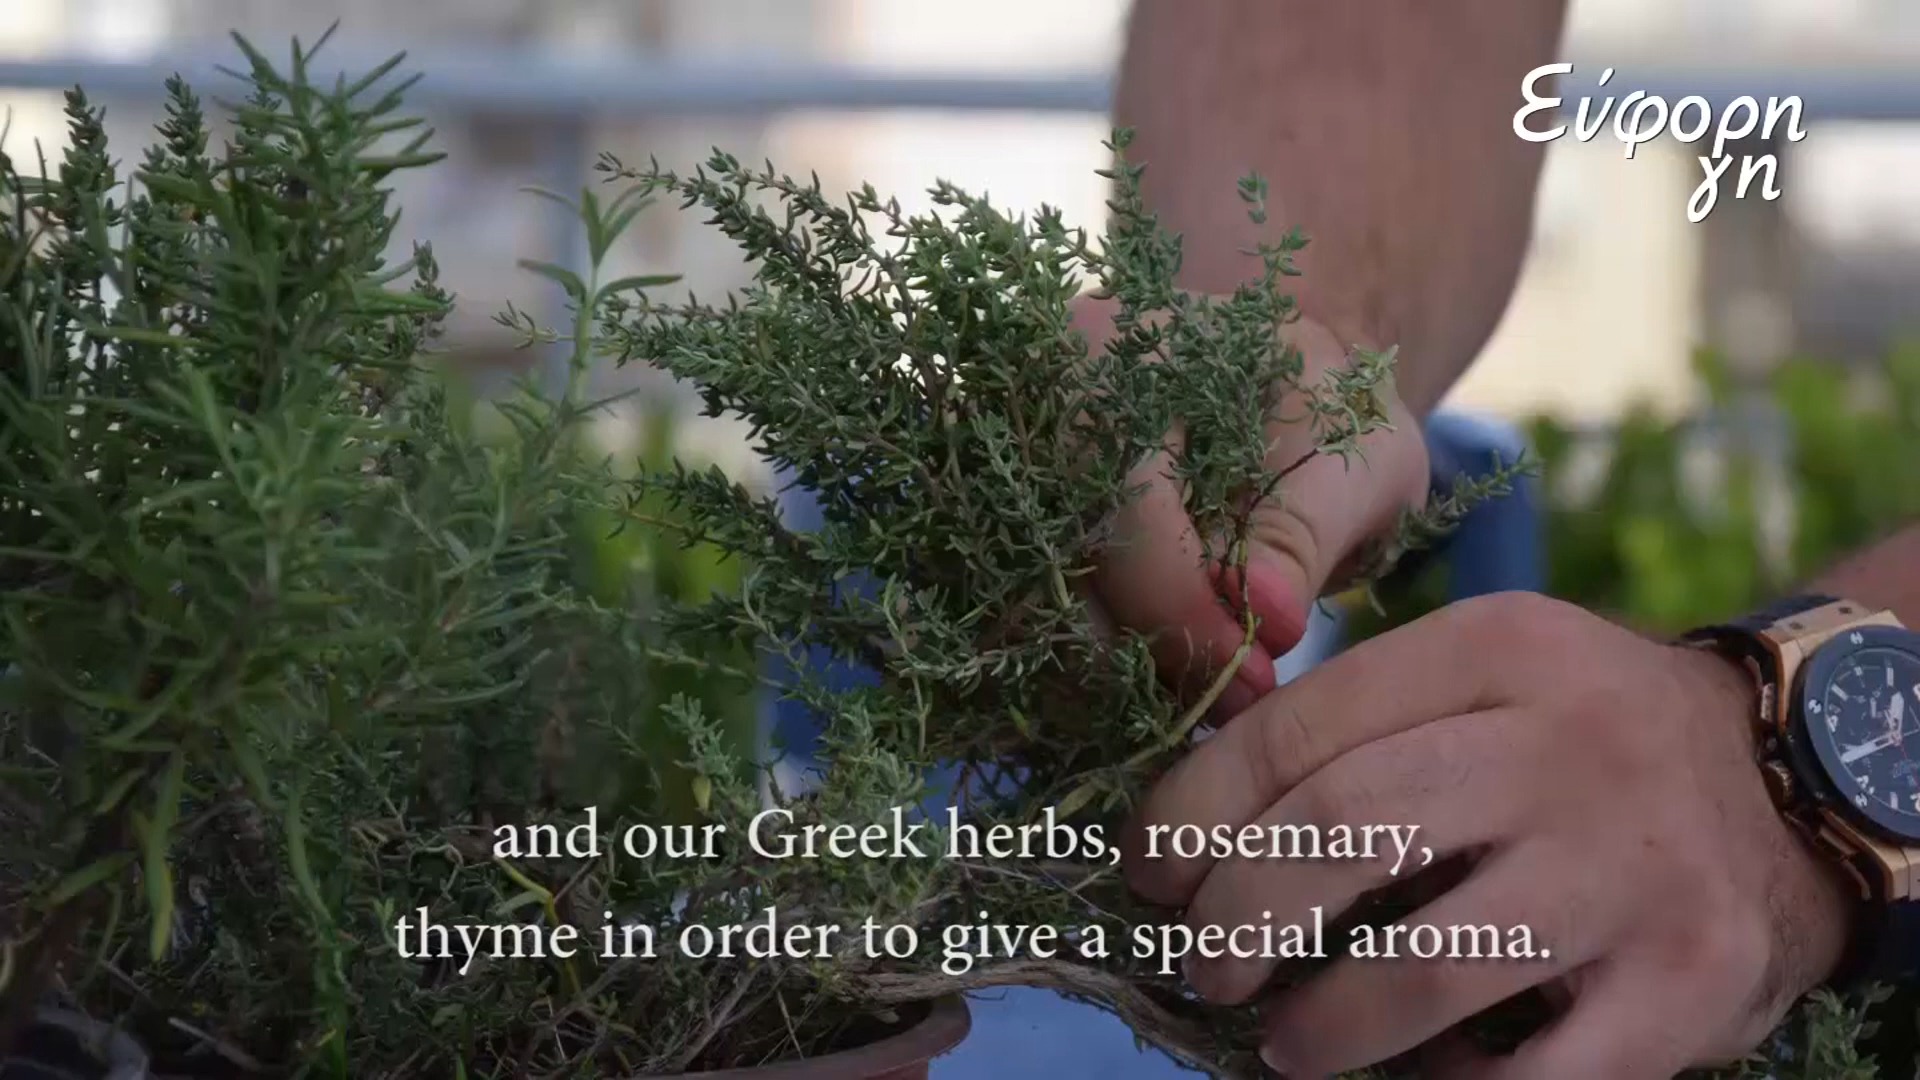 Εύφορη
γη
and our Greek herbs, rosemary,
thyme in order to give a special aroma.